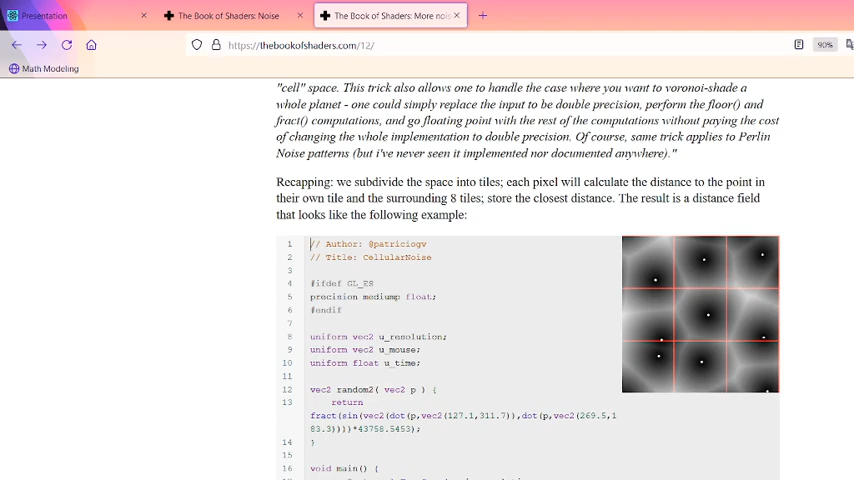 Presentation
The Book of Shaders: Noise
The Book of Shaders: More nois
https://thebookofshaders.com/12/
90%
Math Modeling
"cell" space. This trick also allows one to handle the case where you want to voronoi-shade a
whole planet - one could simply replace the input to be double precision, perform the floor() and
fract() computations, and go floating point with the rest of the computations without paying the cost
of changing the whole implementation to double precision. Of course, same trick applies to Perlin
Noise patterns (but i've never seen it implemented nor documented anywhere)."
Recapping: we subdivide the space into tiles; each pixel will calculate the distance to the point in
their own tile and the surrounding 8 tiles; store the closest distance. The result is a distance field
that looks like the following example:
1 // Author: @patriciogv
2 // Title: CellularNoise
3
4 #ifdef GL_ES
5 precision mediump float;
6 #endif
7
8 uniform vec2 u_resolution;
9 uniform vec2 u_mouse;
10 uniform float u_time;
11
12 vec2 random2( vec2 p ) {
13 return
fract(sin(vec2(dot(p,vec2(127.1,311.7)),dot(p,vec2(269.5,1
83.3))))*43758.5453);
14 }
15
16 void main() {